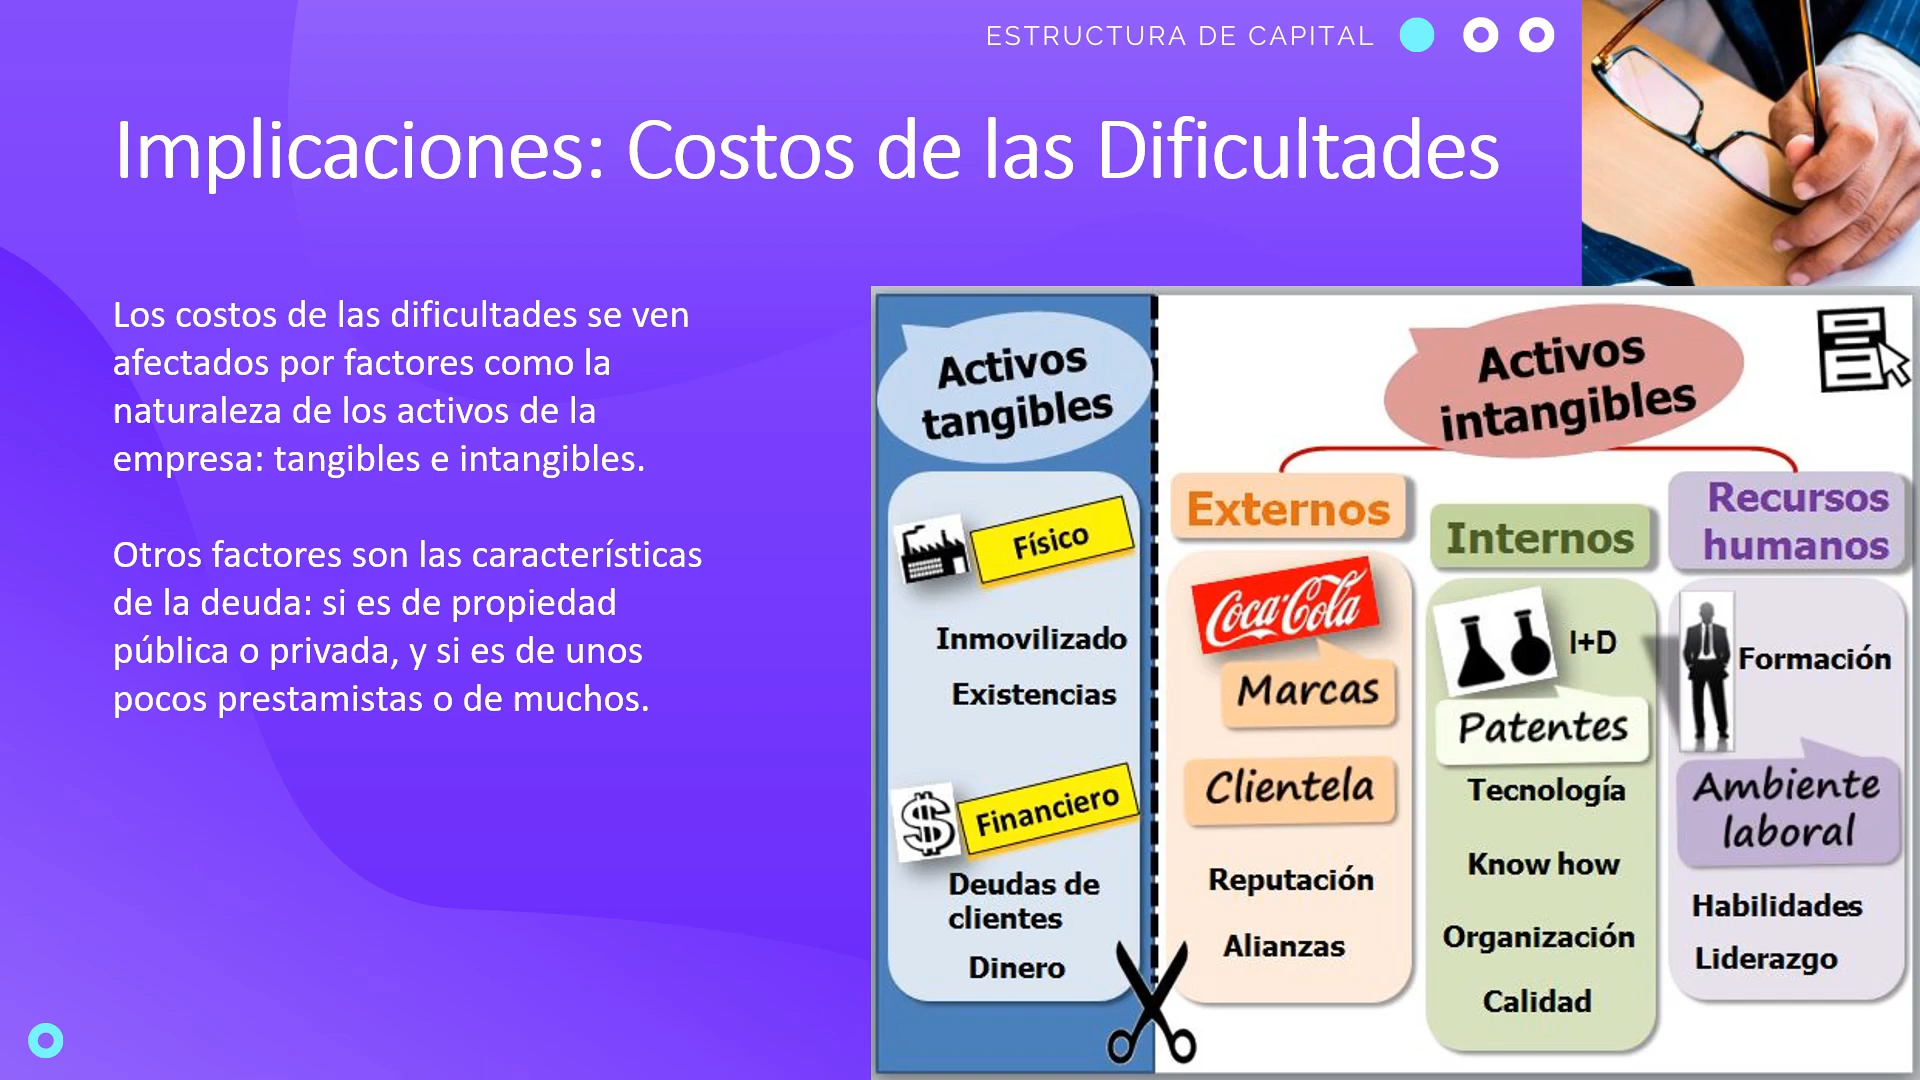 ESTRUCTURA DE CAPITAL
Implicaciones: Costos de las Dificultades
Los costos de las dificultades se ven
afectados por factores como la
naturaleza de los activos de la
empresa: tangibles e intangibles.
Otros factores son las características
de la deuda: si es de propiedad
pública o privada, y si es de unos
pocos prestamistas o de muchos.
Activos
tangibles
Físico
Inmovilizado
Existencias
Financiero
Deudas de
clientes
Dinero
Activos
intangibles
Externos
Coca-Cola
Marcas
Clientela
Reputación
Alianzas
Internos
I+D
Patentes
Tecnología
Know how
Organización
Calidad
Recursos
humanos
Formación
Ambiente
laboral
Habilidades
Liderazgo